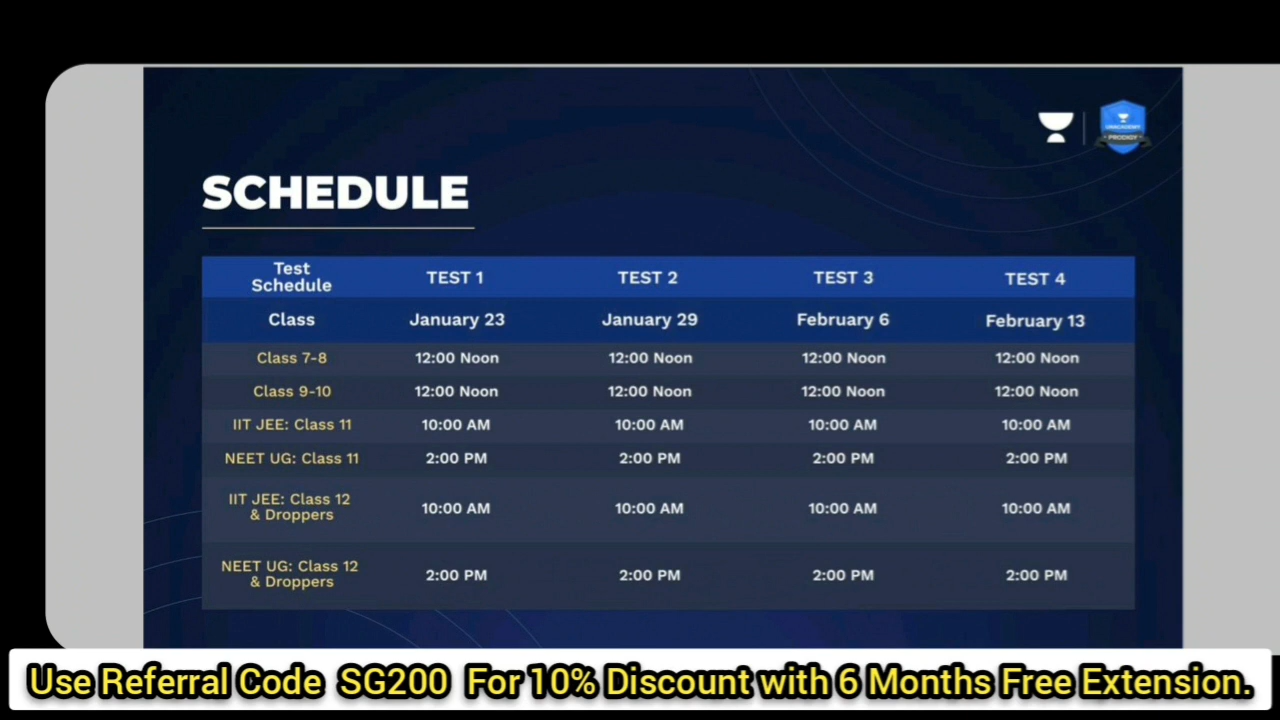 UNACADEMY
PRODIGY
SCHEDULE
Test Schedule TEST 1 TEST 2 TEST 3 TEST 4
Class January 23 January 29 February 6 February 13
Class 7-8 12:00 Noon 12:00 Noon 12:00 Noon 12:00 Noon
Class 9-10 12:00 Noon 12:00 Noon 12:00 Noon 12:00 Noon
IIT JEE: Class 11 10:00 AM 10:00 AM 10:00 AM 10:00 AM
NEET UG: Class 11 2:00 PM 2:00 PM 2:00 PM 2:00 PM
IIT JEE: Class 12 & Droppers 10:00 AM 10:00 AM 10:00 AM 10:00 AM
NEET UG: Class 12 & Droppers 2:00 PM 2:00 PM 2:00 PM 2:00 PM
Use Referral Code SG200 For 10% Discount with 6 Months Free Extension.